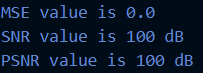 MSE value is 0.0
SNR value is 100 dB
PSNR value is 100 dB